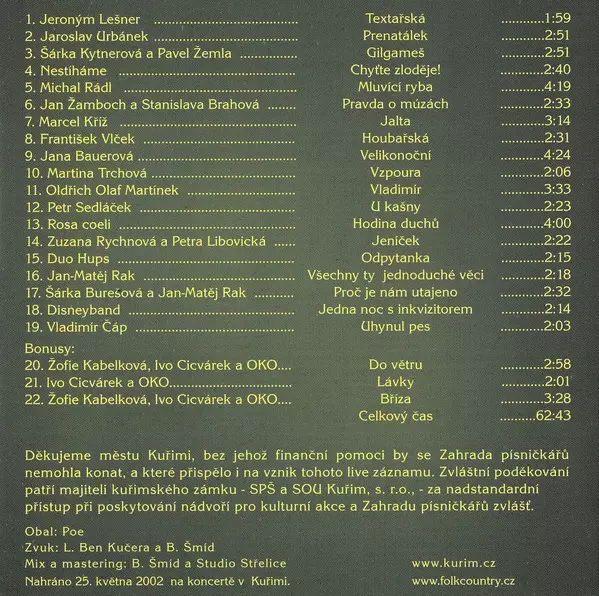 1. Jeroným Lešner Textařská ..........1:59
2. Jaroslav Urbánek ........................ Prenatálek ..........2:51
3. Šárka Kytnerová a Pavel Žemla .............. Gilgameš ..........2:51
4. Nestíháme ................................ Chyťte zloděje! ..........2:40
5. Michal Rádl ................................ Mluvící ryba ..........4:19
6. Jan Žamboch a Stanislava Brahová ......... Pravda o múzách ..........2:33
7. Marcel Kříž ................................ Jalta ..........3:14
8. František Vlček ........................... Houbařská ..........2:31
9. Jana Bauerová ............................ Velikonoční ..........4:24
10. Martina Trchová ......................... Vzpoura ..........2:06
11. Oldřich Olaf Martínek .................... Vladimír ..........3:33
12. Petr Sedláček ............................ U kašny ..........2:23
13. Rosa coeli ............................... Hodina duchů ..........4:00
14. Zuzana Rychnová a Petra Libovická ...... Jeníček ..........2:22
15. Duo Hups ................................ Odpytanka ..........2:15
16. Jan-Matěj Rak ........................... Všechny ty jednoduché věci ..........2:18
17. Šárka Burešová a Jan-Matěj Rak ........... Proč je nám utajeno ..........2:32
18. Disneyband .............................. Jedna noc s inkvizitorem ..........2:14
19. Vladimír Čáp ............................. Uhynul pes ..........2:03
Bonusy:
20. Žofie Kabelková, Ivo Cicvárek a OKO.... Do větru ..........2:58
21. Ivo Cicvárek a OKO............................ Lávky ..........2:01
22. Žofie Kabelková, Ivo Cicvárek a OKO.... Bříza ..........3:28
Celkový čas ..........62:43
Děkujeme městu Kuřimi, bez jehož finanční pomoci by se Zahrada písničkářů
nemohla konat, a které přispělo i na vznik tohoto live záznamu. Zvláštní poděkování
patří majiteli kuřimského zámku - SPŠ a SOU Kuřim, s. r.o., - za nadstandardní
přístup při poskytování nádvoří pro kulturní akce a Zahradu písničkářů zvlášť.
Obal: Poe
Zvuk: L. Ben Kučera a B. Šmíd
Mix a mastering: B. Šmíd a Studio Střelice www.kurim.cz
Nahráno 25. května 2002 na koncertě v Kuřimi. www.folkcountry.cz